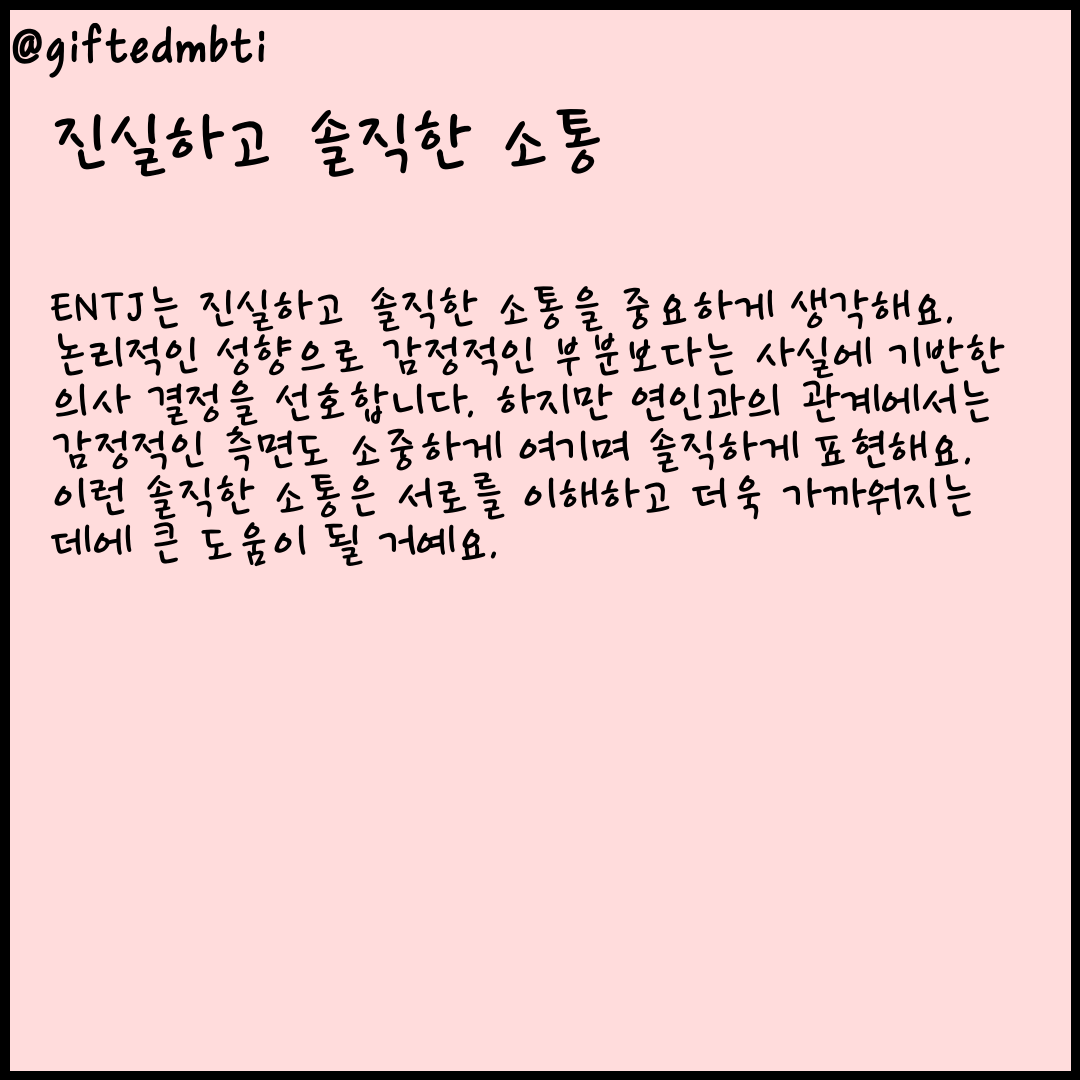 @giftedmbti
진실하고 솔직한 소통
ENTJ는 진실하고 솔직한 소통을 중요하게 생각해요.
논리적인 성향으로 감정적인 부분보다는 사실에 기반한
의사 결정을 선호합니다. 하지만 연인과의 관계에서는
감정적인 측면도 소중하게 여기며 솔직하게 표현해요.
이런 솔직한 소통은 서로를 이해하고 더욱 가까워지는
데에 큰 도움이 될 거예요.